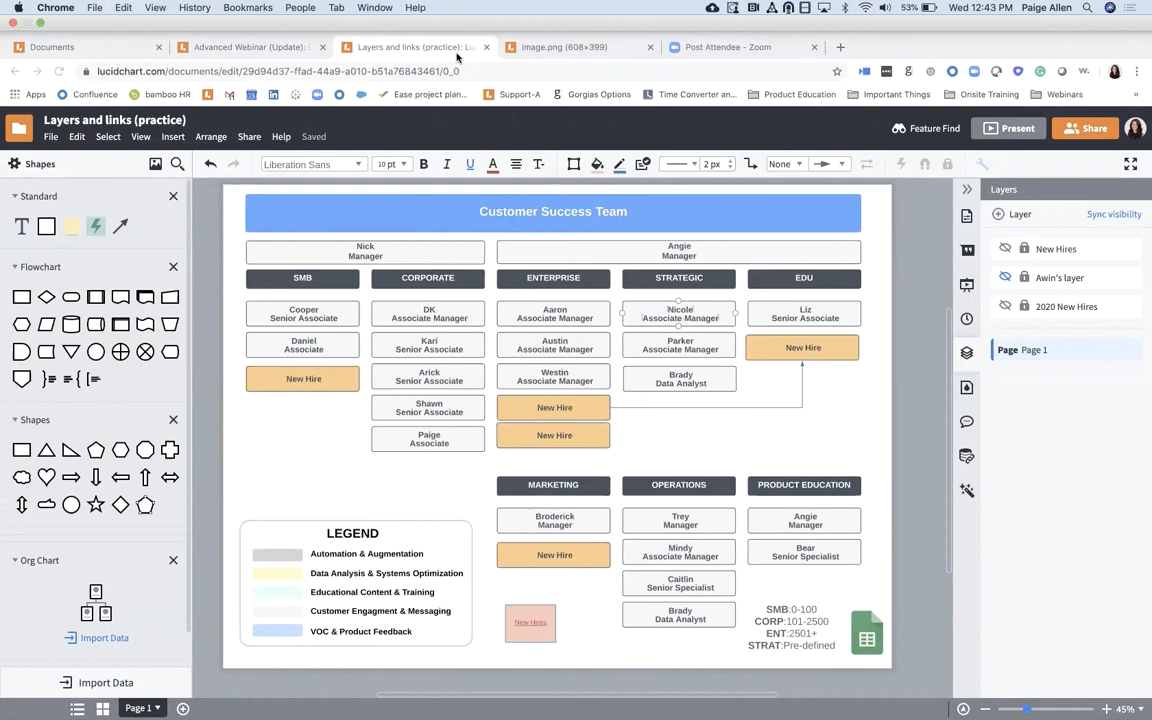 Chrome File Edit View History Bookmarks People Tab Window Help 53% Wed 12:43 PM Paige Allen
Documents Advanced Webinar (Update): L Layers and links (practice): Lu image.png (608×399) Post Attendee - Zoom
lucidchart.com/documents/edit/29d94d37-ffad-44a9-a010-b51a76843461/0_0
Apps Confluence bamboo HR Ease project plan... Support-A Gorgias Options Time Converter an... Product Education Important Things Onsite Training Webinars »
Layers and links (practice)
File Edit Select View Insert Arrange Share Help Saved
Feature Find Present Share
Shapes Liberation Sans 10 pt B I U A T 2 px None
Standard
T
Flowchart
Shapes
Org Chart
Import Data
Import Data
Customer Success Team
Nick
Manager
Angie
Manager
SMB CORPORATE ENTERPRISE STRATEGIC EDU
Cooper
Senior Associate
Daniel
Associate
New Hire
DK
Associate Manager
Kari
Senior Associate
Arick
Senior Associate
Shawn
Senior Associate
Paige
Associate
Aaron
Associate Manager
Austin
Associate Manager
Westin
Associate Manager
New Hire
New Hire
Nicole
Associate Manager
Parker
Associate Manager
Brady
Data Analyst
Liz
Senior Associate
New Hire
MARKETING OPERATIONS PRODUCT EDUCATION
Broderick
Manager
New Hire
Trey
Manager
Mindy
Associate Manager
Caitlin
Senior Specialist
Brady
Data Analyst
Angie
Manager
Bear
Senior Specialist
LEGEND
Automation & Augmentation
Data Analysis & Systems Optimization
Educational Content & Training
Customer Engagment & Messaging
VOC & Product Feedback
New Hires
SMB:0-100
CORP:101-2500
ENT:2501+
STRAT:Pre-defined
Layers
Layer Sync visibility
New Hires
Awin's layer
2020 New Hires
Page Page 1
Page 1
45%